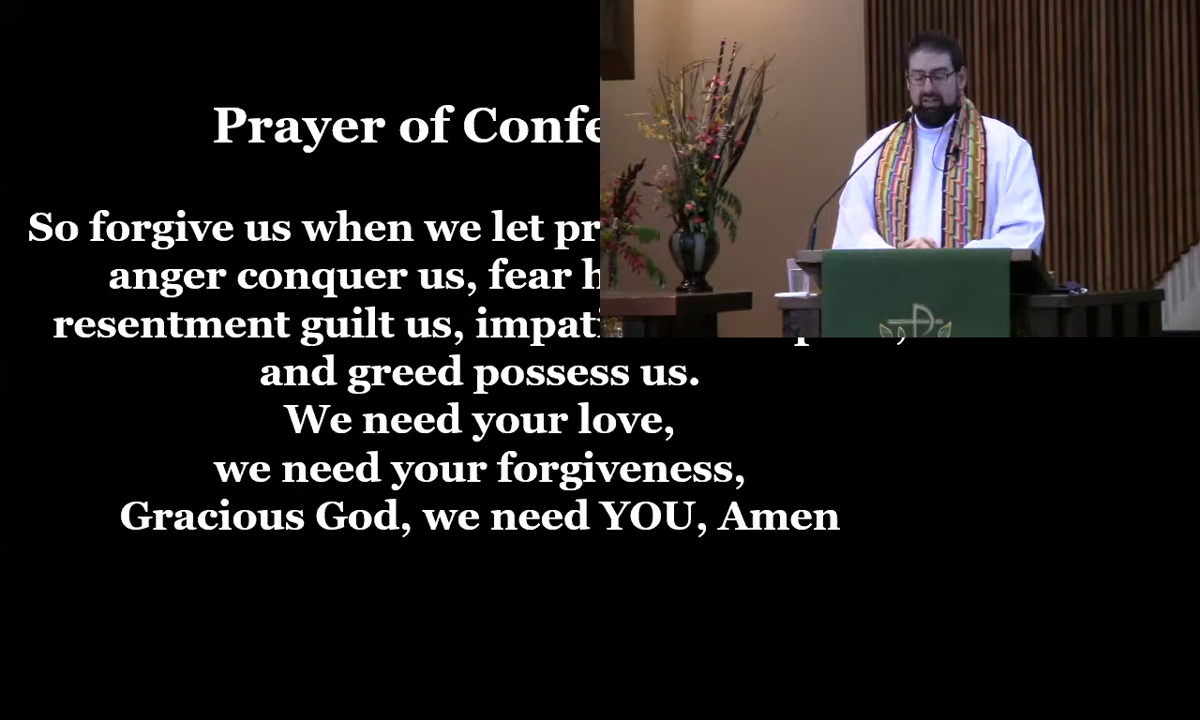 Prayer of Confe
So forgive us when we let pr
anger conquer us, fear h
resentment guilt us, impati
and greed possess us.
We need your love,
we need your forgiveness,
Gracious God, we need YOU, Amen